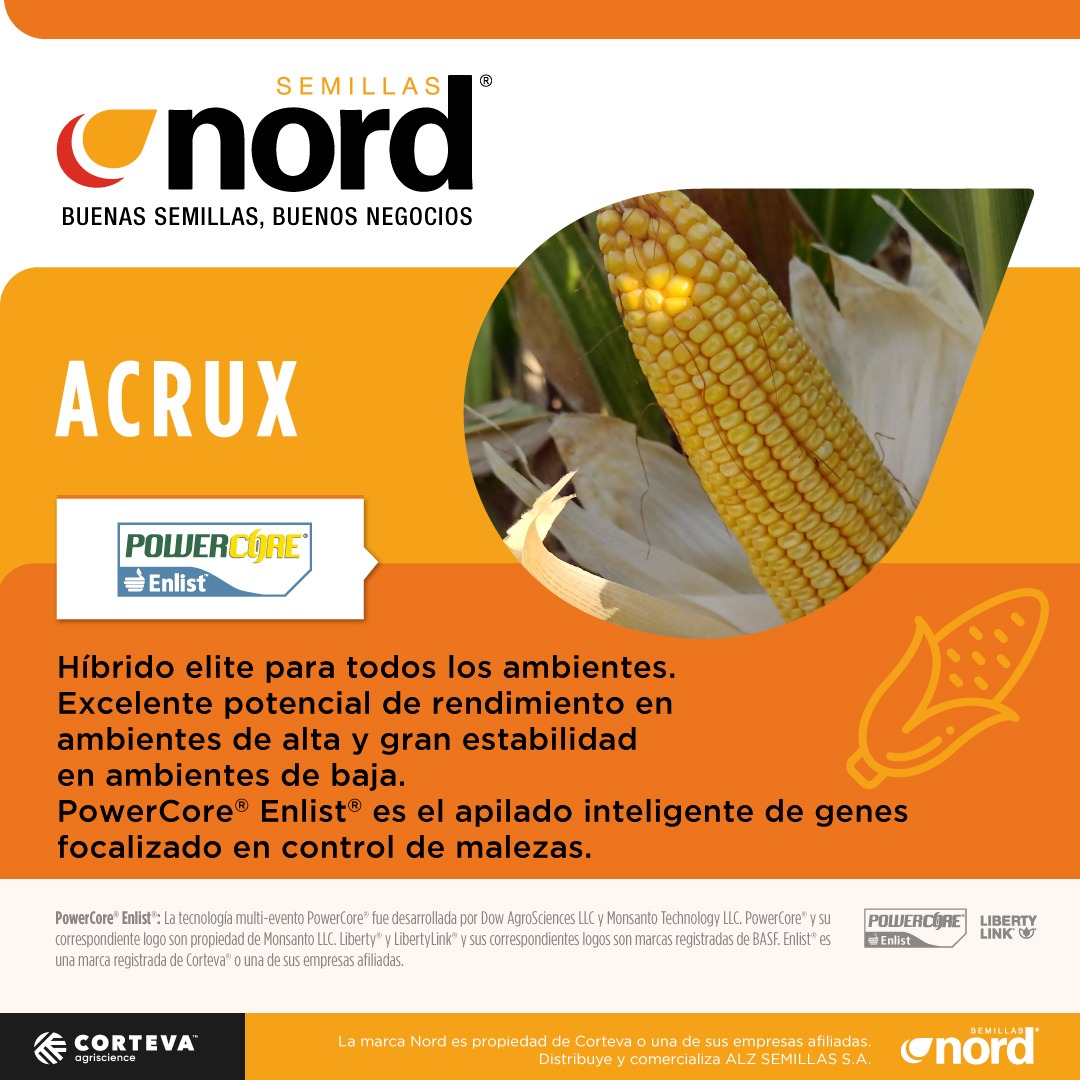 SEMILLAS
nord®
BUENAS SEMILLAS, BUENOS NEGOCIOS
ACRUX
POWERCORE®
Enlist™
Híbrido elite para todos los ambientes.
Excelente potencial de rendimiento en
ambientes de alta y gran estabilidad
en ambientes de baja.
PowerCore® Enlist® es el apilado inteligente de genes
focalizado en control de malezas.
PowerCore® Enlist®: La tecnología multi-evento PowerCore® fue desarrollada por Dow AgroSciences LLC y Monsanto Technology LLC. PowerCore® y su
correspondiente logo son propiedad de Monsanto LLC. Liberty® y LibertyLink® y sus correspondientes logos son marcas registradas de BASF. Enlist® es
una marca registrada de Corteva® o una de sus empresas afiliadas.
POWERCORE®
Enlist
LIBERTY
LINK®
CORTEVA™
agriscience
La marca Nord es propiedad de Corteva o una de sus empresas afiliadas.
Distribuye y comercializa ALZ SEMILLAS S.A.
SEMILLAS
nord®